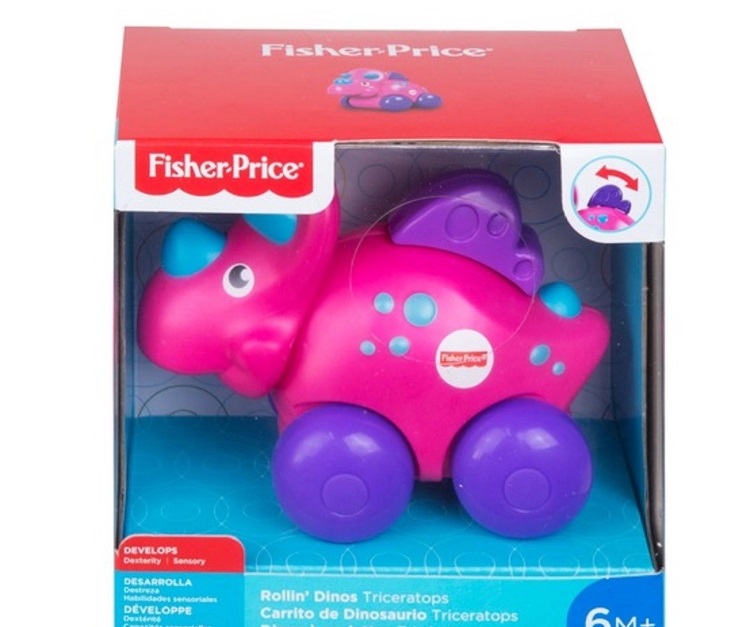 Fisher-Price
Fisher-Price
Fisher-Price
DEVELOPS
Dexterity | Sensory
DESARROLLA
Destreza
Habilidades sensoriales
DÉVELOPPE
Dextérité
Rollin' Dinos Triceratops
Carrito de Dinosaurio Triceratops
6M+